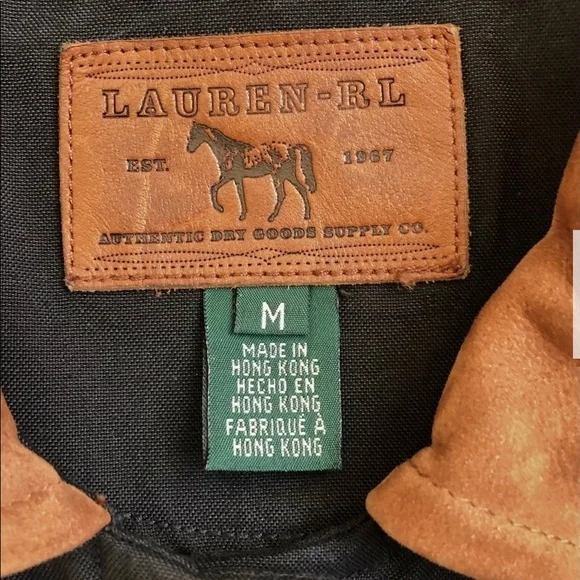 LAUREN-RL
EST. 1967
AUTHENTIC DRY GOODS SUPPLY CO.
M
MADE IN
HONG KONG
HECHO EN
HONG KONG
FABRIQUÉ À
HONG KONG